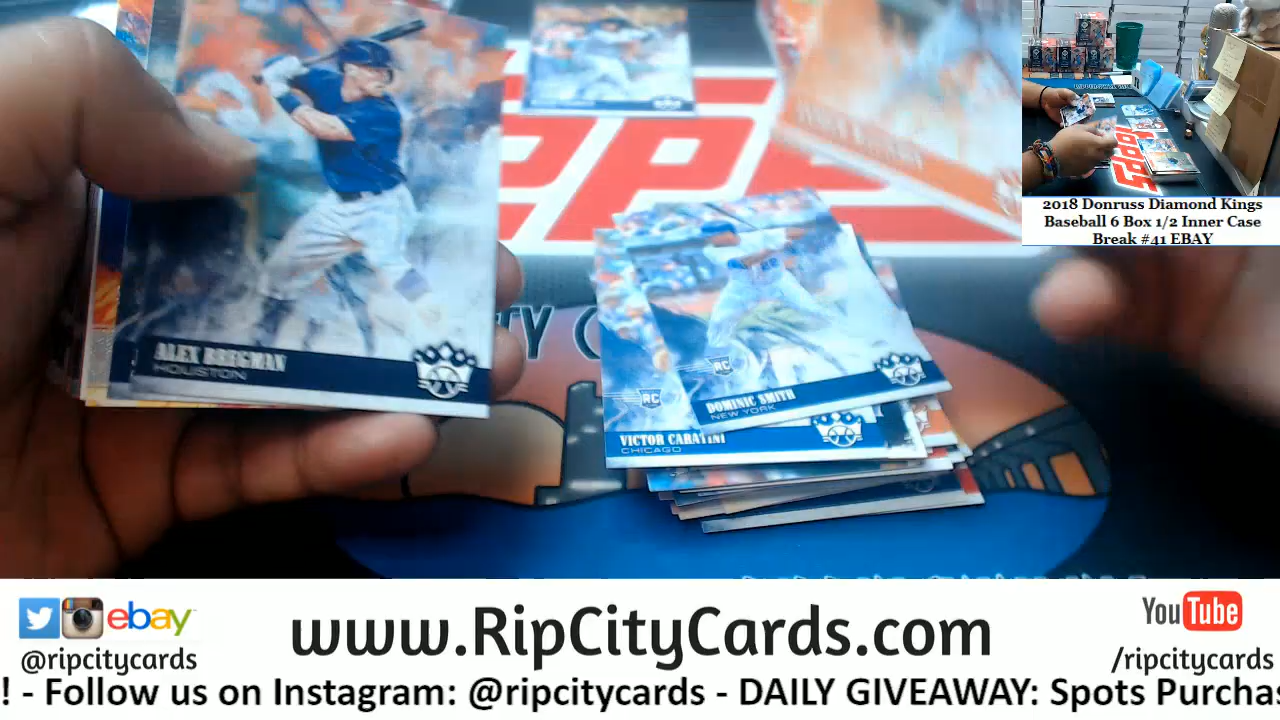 ALEX BREGMAN
HOUSTON
RC
DOMINIC SMITH
NEW YORK
RC
VICTOR CARATINI
CHICAGO
TOPPS
2018 Donruss Diamond Kings
Baseball 6 Box 1/2 Inner Case
Break #41 EBAY
ebay
@ripcitycards
www.RipCityCards.com
YouTube
/ripcitycards
! - Follow us on Instagram: @ripcitycards - DAILY GIVEAWAY: Spots Purchas